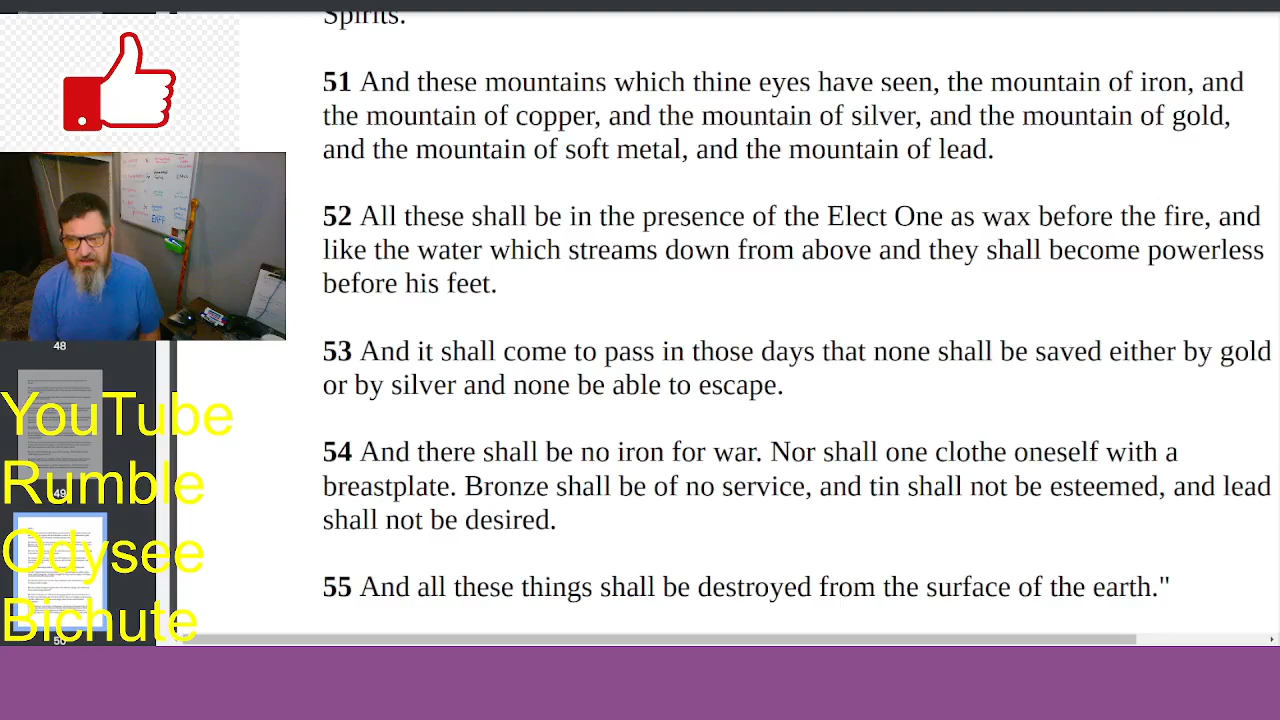 Spirits.
51 And these mountains which thine eyes have seen, the mountain of iron, and
the mountain of copper, and the mountain of silver, and the mountain of gold,
and the mountain of soft metal, and the mountain of lead.
52 All these shall be in the presence of the Elect One as wax before the fire, and
like the water which streams down from above and they shall become powerless
before his feet.
53 And it shall come to pass in those days that none shall be saved either by gold
or by silver and none be able to escape.
54 And there shall be no iron for war. Nor shall one clothe oneself with a
breastplate. Bronze shall be of no service, and tin shall not be esteemed, and lead
shall not be desired.
55 And all these things shall be destroyed from the surface of the earth."
48
YouTube
Rumble
49
Odysee
Bichute
50